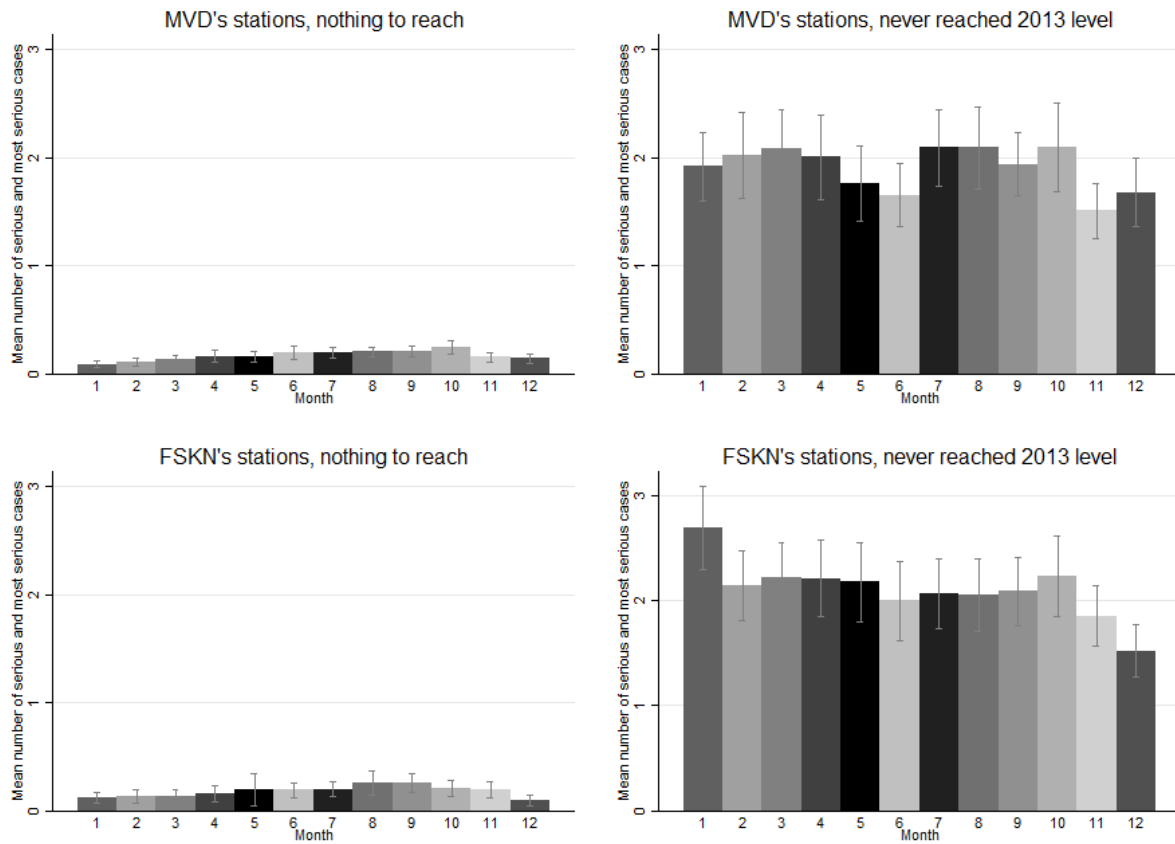 MVD's stations, nothing to reach
Mean number of serious and most serious cases
3
2
1
0
1 2 3 4 5 6 7 8 9 10 11 12
Month
MVD's stations, never reached 2013 level
Mean number of serious and most serious cases
3
2
1
0
1 2 3 4 5 6 7 8 9 10 11 12
Month
FSKN's stations, nothing to reach
Mean number of serious and most serious cases
3
2
1
0
1 2 3 4 5 6 7 8 9 10 11 12
Month
FSKN's stations, never reached 2013 level
Mean number of serious and most serious cases
3
2
1
0
1 2 3 4 5 6 7 8 9 10 11 12
Month